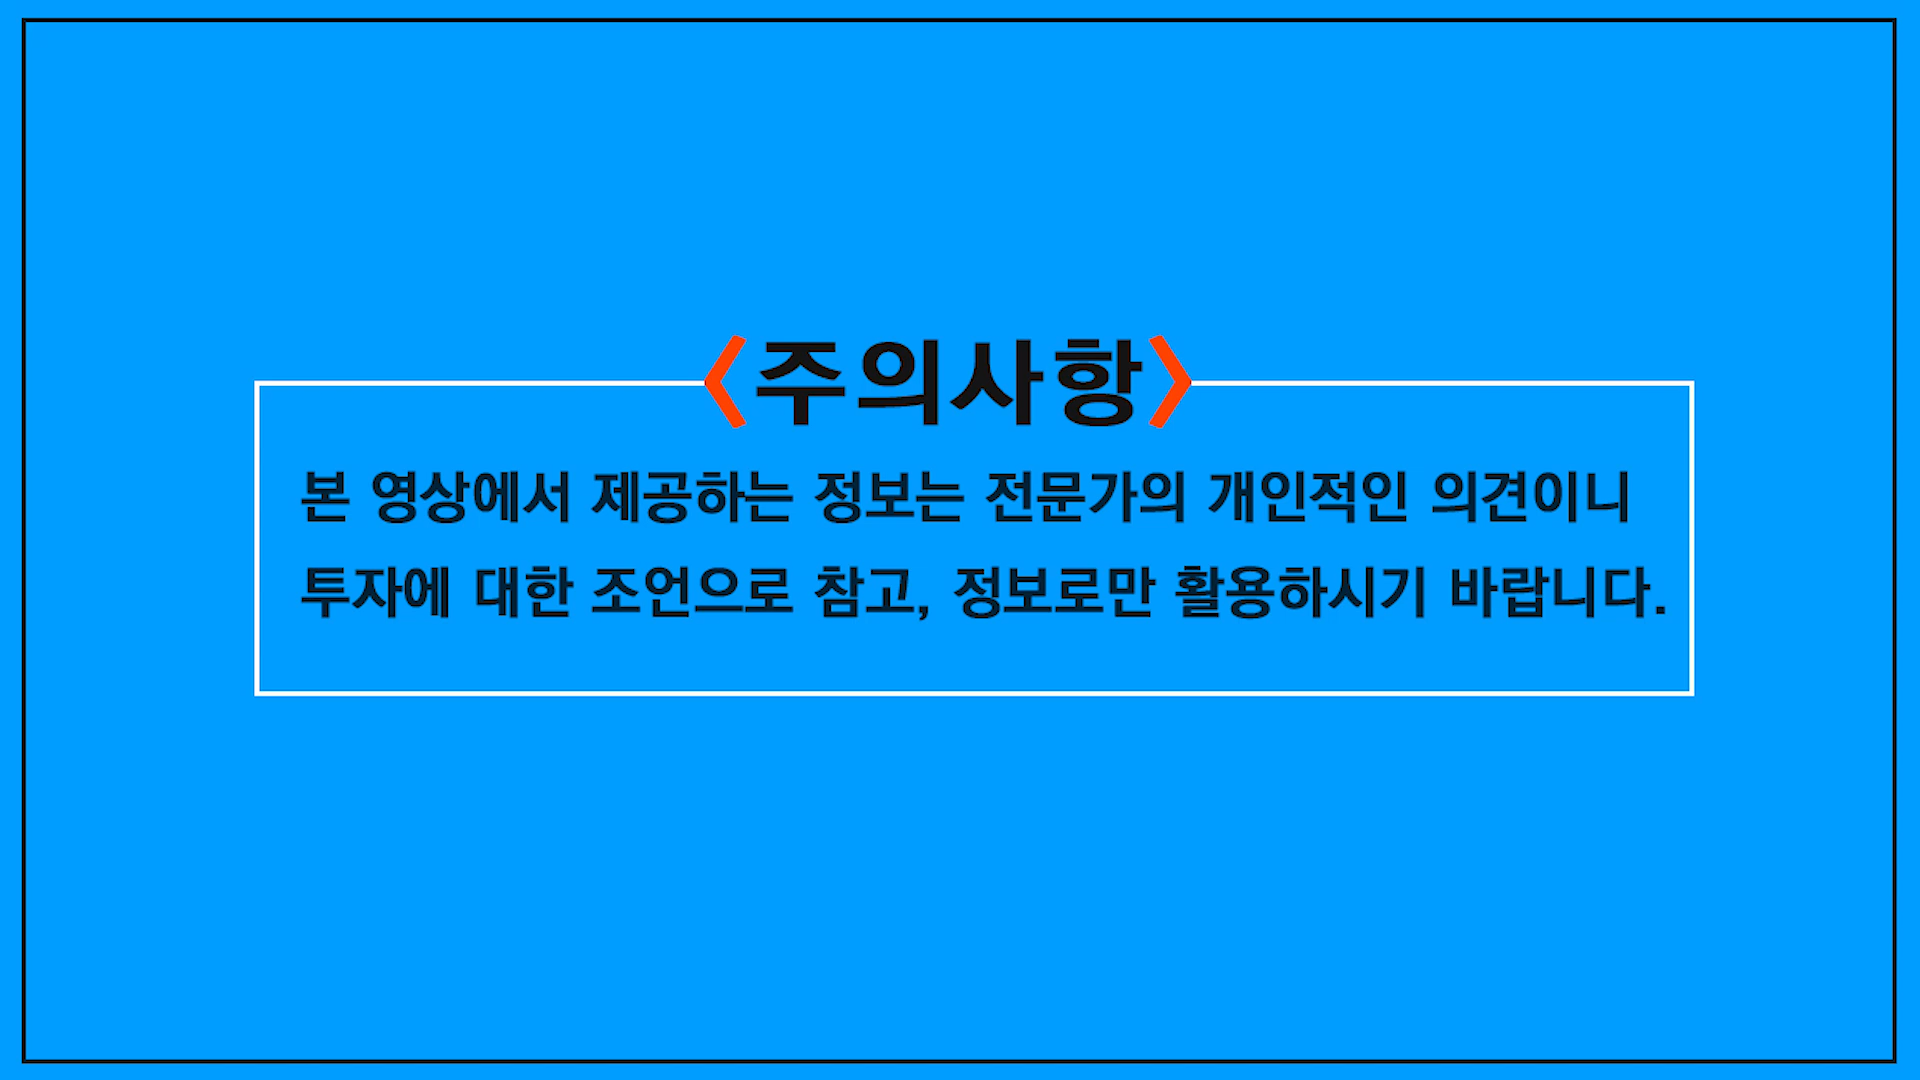 〈주의사항〉
본 영상에서 제공하는 정보는 전문가의 개인적인 의견이니
투자에 대한 조언으로 참고, 정보로만 활용하시기 바랍니다.